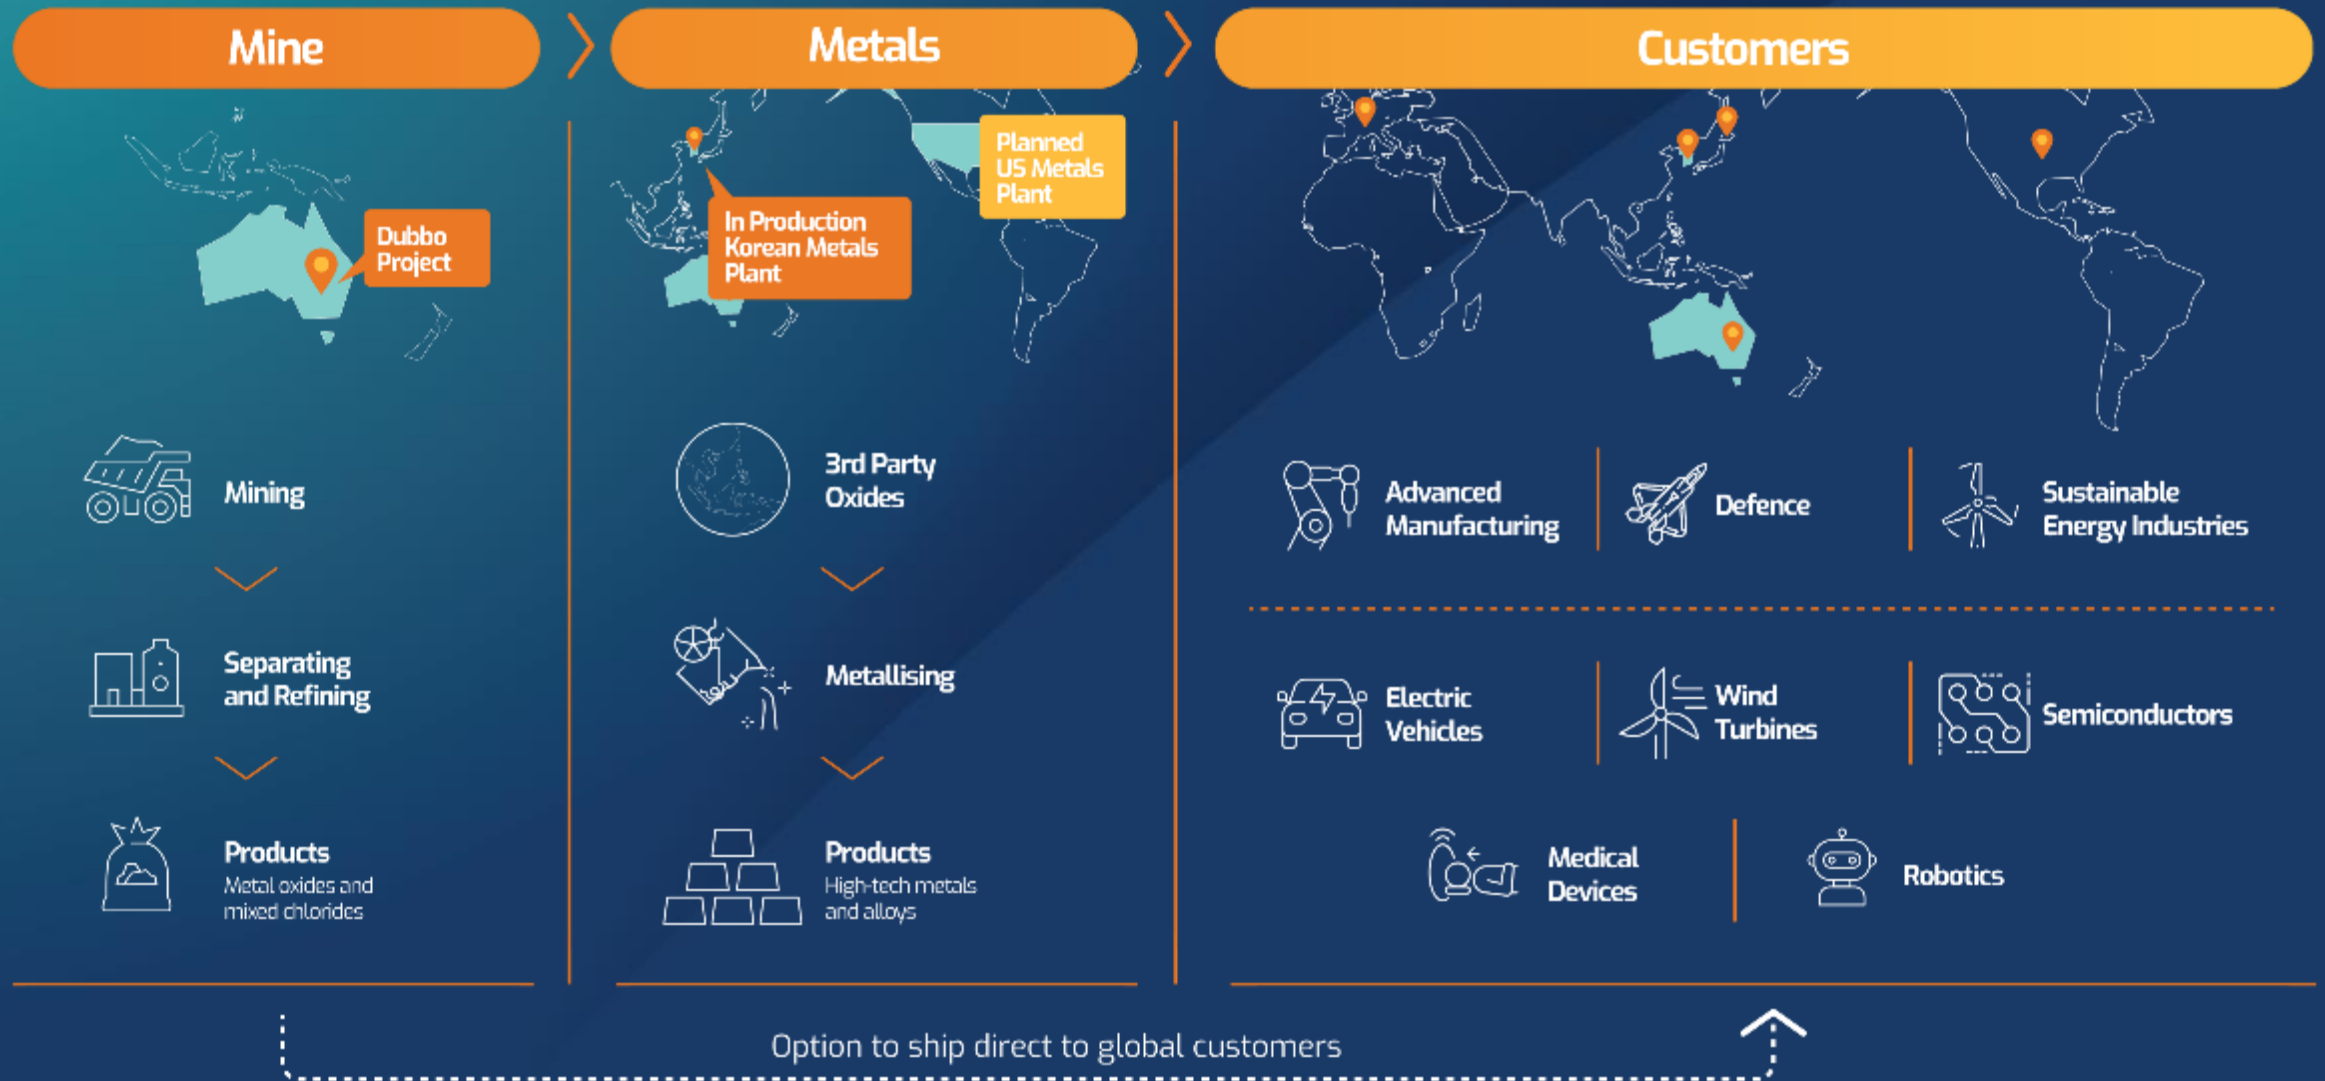 Mine
Metals
Customers
Dubbo
Project
In Production
Korean Metals
Plant
Planned
US Metals
Plant
Mining
Separating
and Refining
Products
Metal oxides and
mixed chlorides
3rd Party
Oxides
Metallising
Products
High-tech metals
and alloys
Advanced
Manufacturing
Defence
Sustainable
Energy Industries
Electric
Vehicles
Wind
Turbines
Semiconductors
Medical
Devices
Robotics
Option to ship direct to global customers